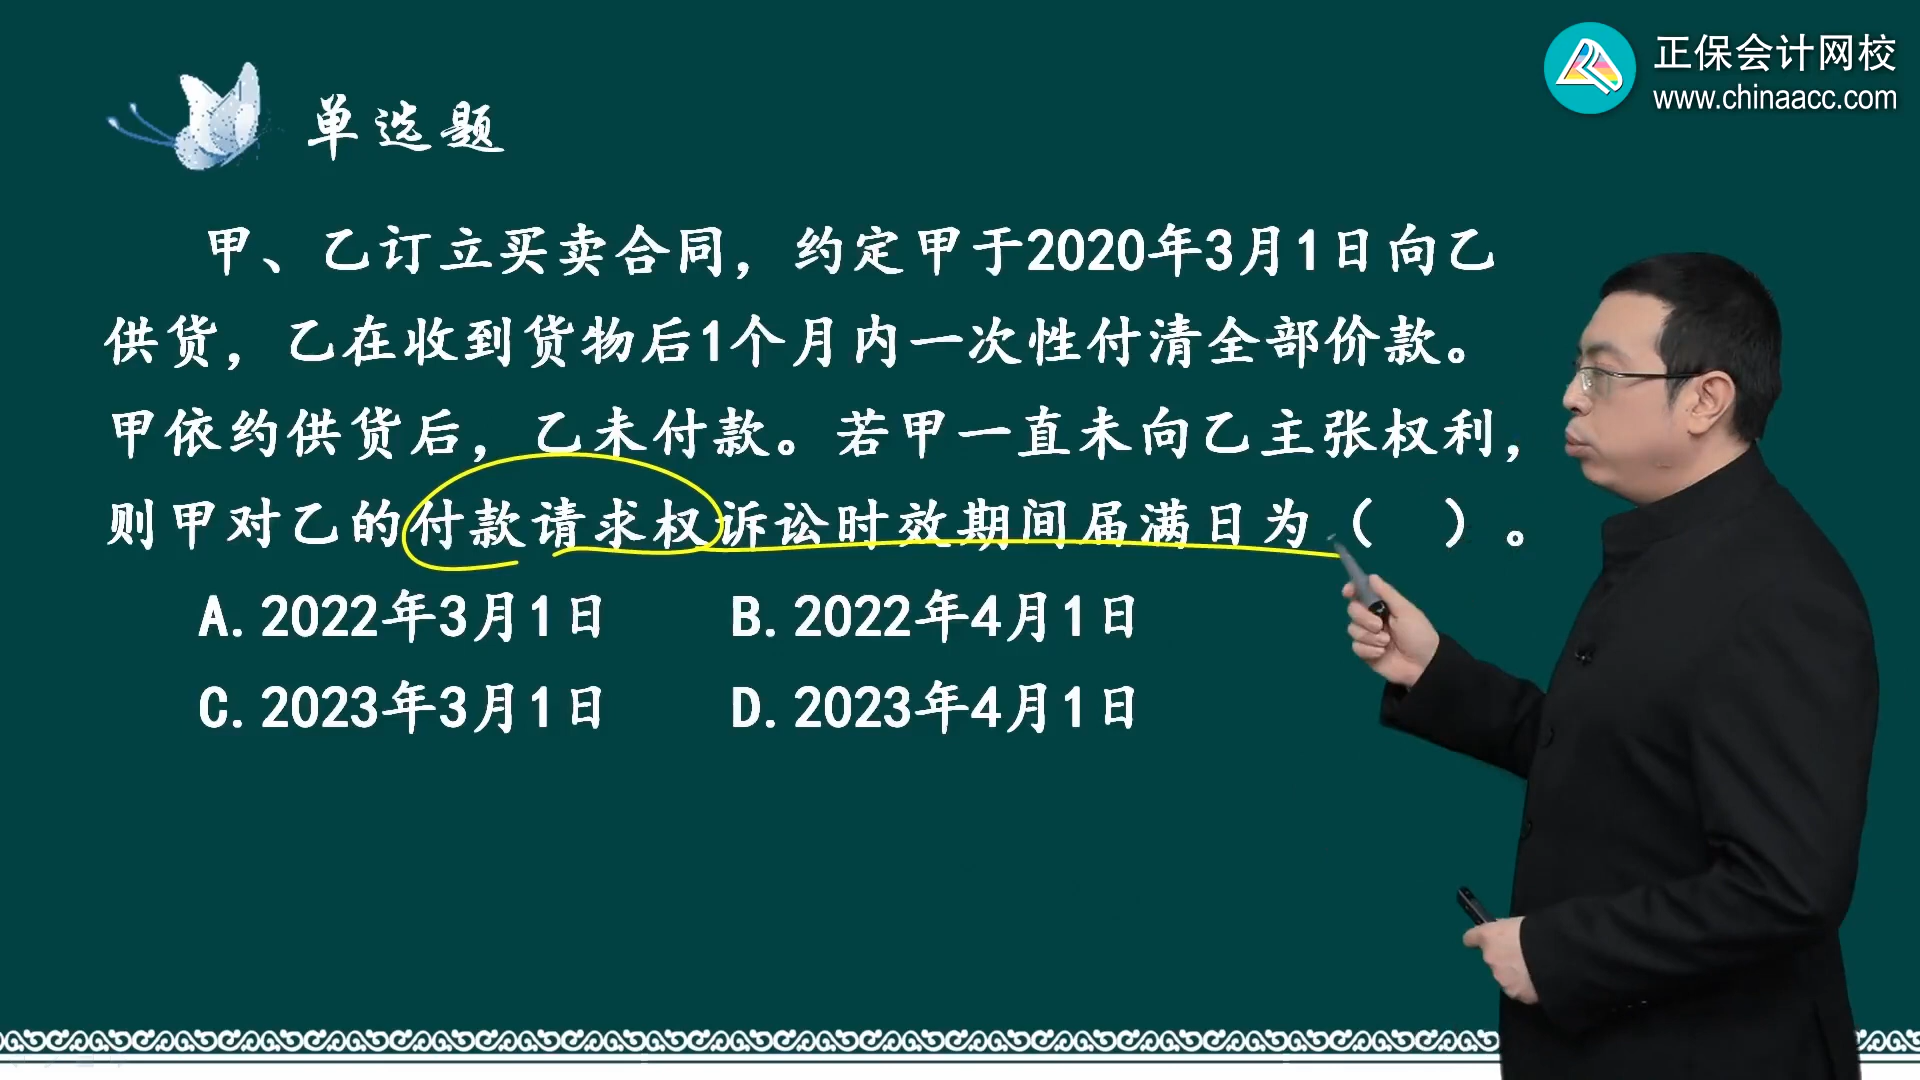 正保会计网校
www.chinaacc.com
单选题
甲、乙订立买卖合同，约定甲于2020年3月1日向乙
供货，乙在收到货物后1个月内一次性付清全部价款。
甲依约供货后，乙未付款。若甲一直未向乙主张权利，
则甲对乙的付款请求权诉讼时效期间届满日为（ ）。
A.2022年3月1日 B.2022年4月1日
C.2023年3月1日 D.2023年4月1日